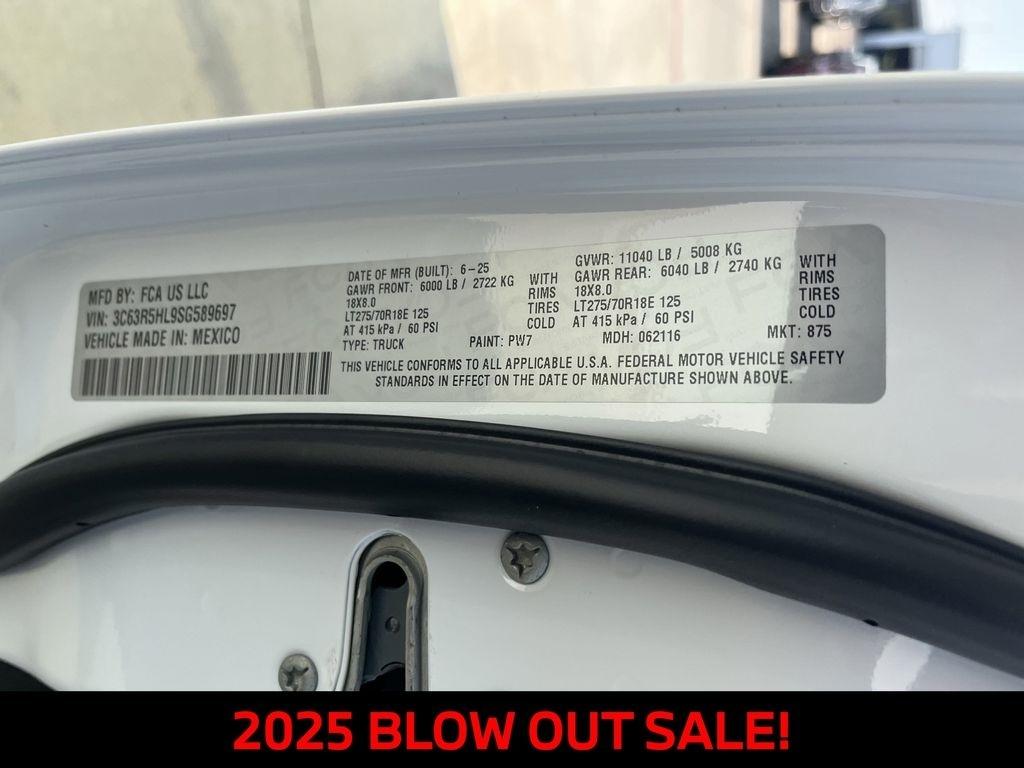 MFD BY: FCA US LLC
VIN: 3C63R5HL9SG589697
VEHICLE MADE IN: MEXICO
DATE OF MFR (BUILT): 6-25
GAWR FRONT: 6000 LB / 2722 KG WITH
18X8.0 RIMS
LT275/70R18E 125 TIRES
AT 415 kPa / 60 PSI COLD
TYPE: TRUCK PAINT: PW7
GVWR: 11040 LB / 5008 KG
GAWR REAR: 6040 LB / 2740 KG WITH
18X8.0 RIMS
LT275/70R18E 125 TIRES
AT 415 kPa / 60 PSI COLD
MDH: 062116 MKT: 875
THIS VEHICLE CONFORMS TO ALL APPLICABLE U.S.A. FEDERAL MOTOR VEHICLE SAFETY
STANDARDS IN EFFECT ON THE DATE OF MANUFACTURE SHOWN ABOVE.
2025 BLOW OUT SALE!